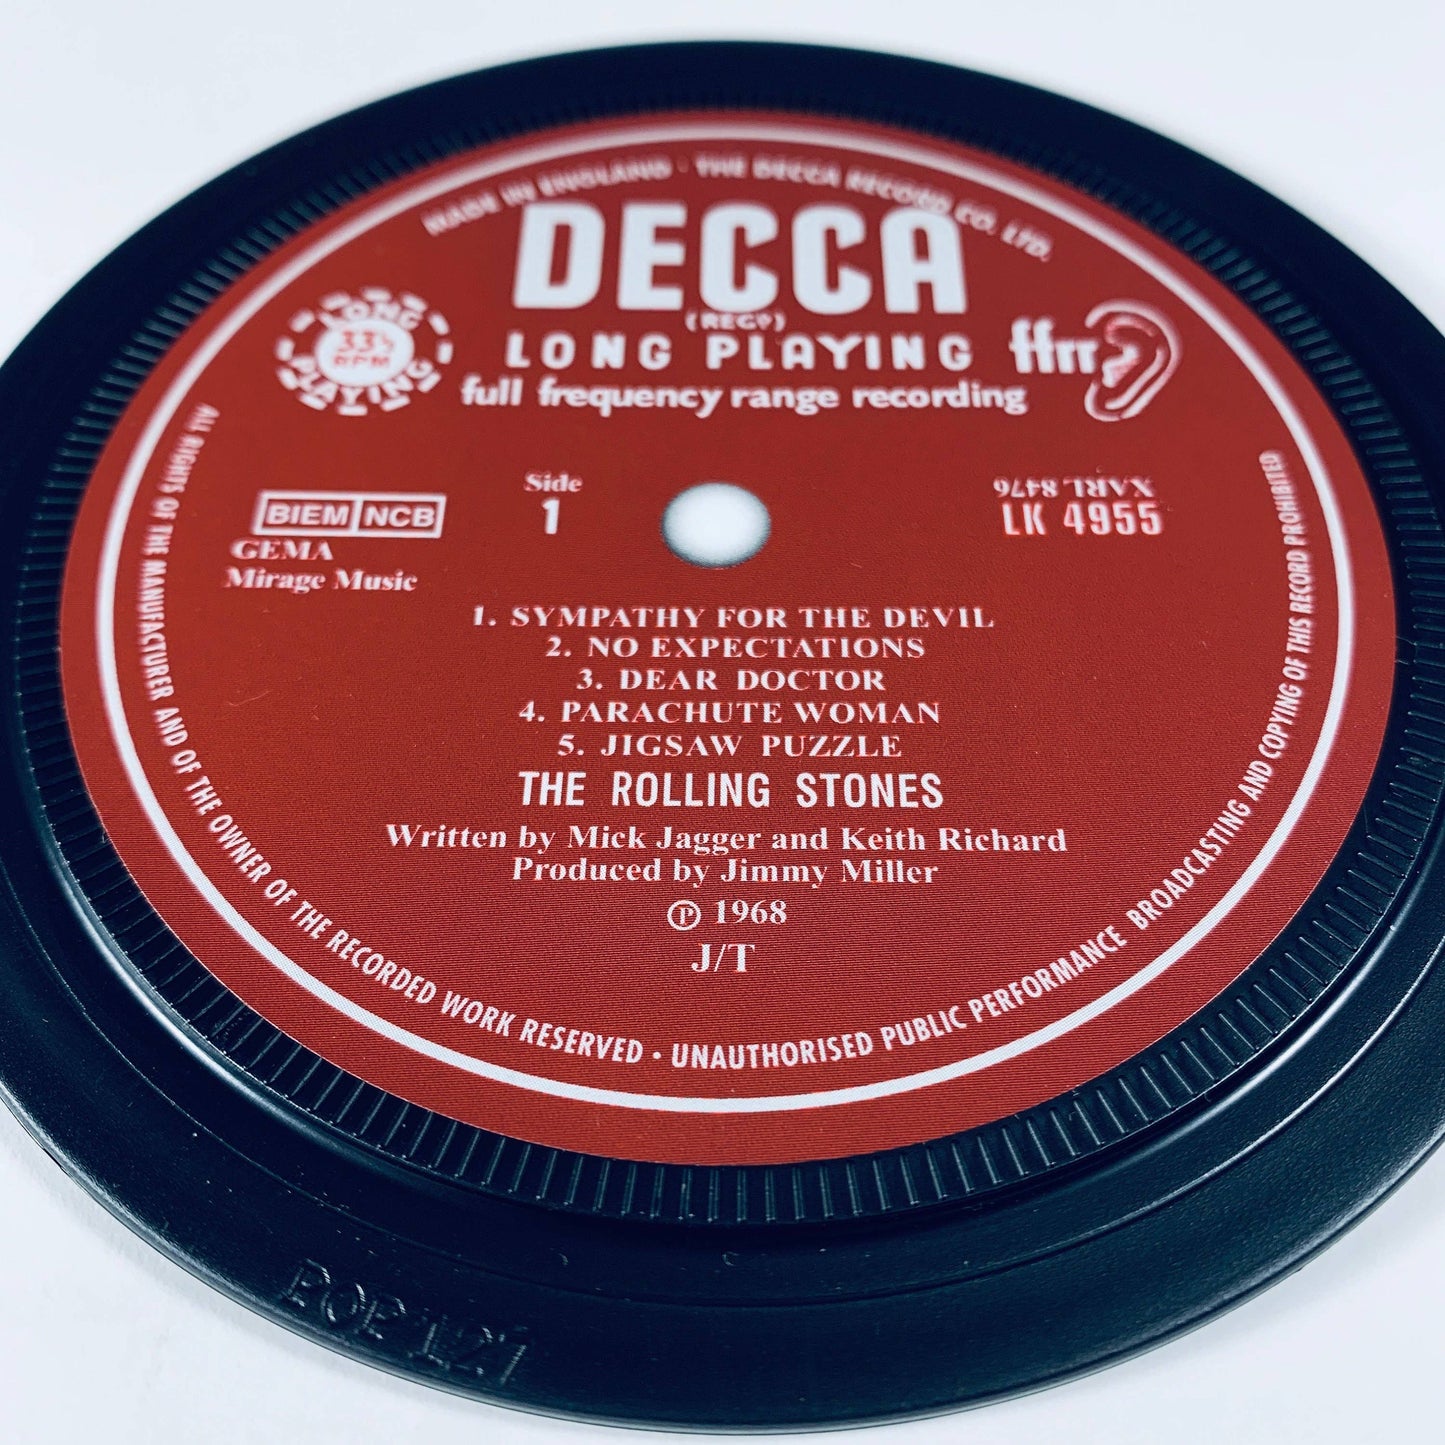 MADE IN ENGLAND · THE DECCA RECORD CO. LTD.
DECCA
(REGD)
LONG PLAYING
ffrr
full frequency range recording
LONG
33⅓
RPM
PLAYING
BIEM NCB
GEMA
Mirage Music
Side
1
XARL 8476
LK 4955
1. SYMPATHY FOR THE DEVIL
2. NO EXPECTATIONS
3. DEAR DOCTOR
4. PARACHUTE WOMAN
5. JIGSAW PUZZLE
THE ROLLING STONES
Written by Mick Jagger and Keith Richard
Produced by Jimmy Miller
℗ 1968
J/T
ALL RIGHTS OF THE MANUFACTURER AND OF THE OWNER OF THE RECORDED WORK RESERVED · UNAUTHORISED PUBLIC PERFORMANCE BROADCASTING AND COPYING OF THIS RECORD PROHIBITED